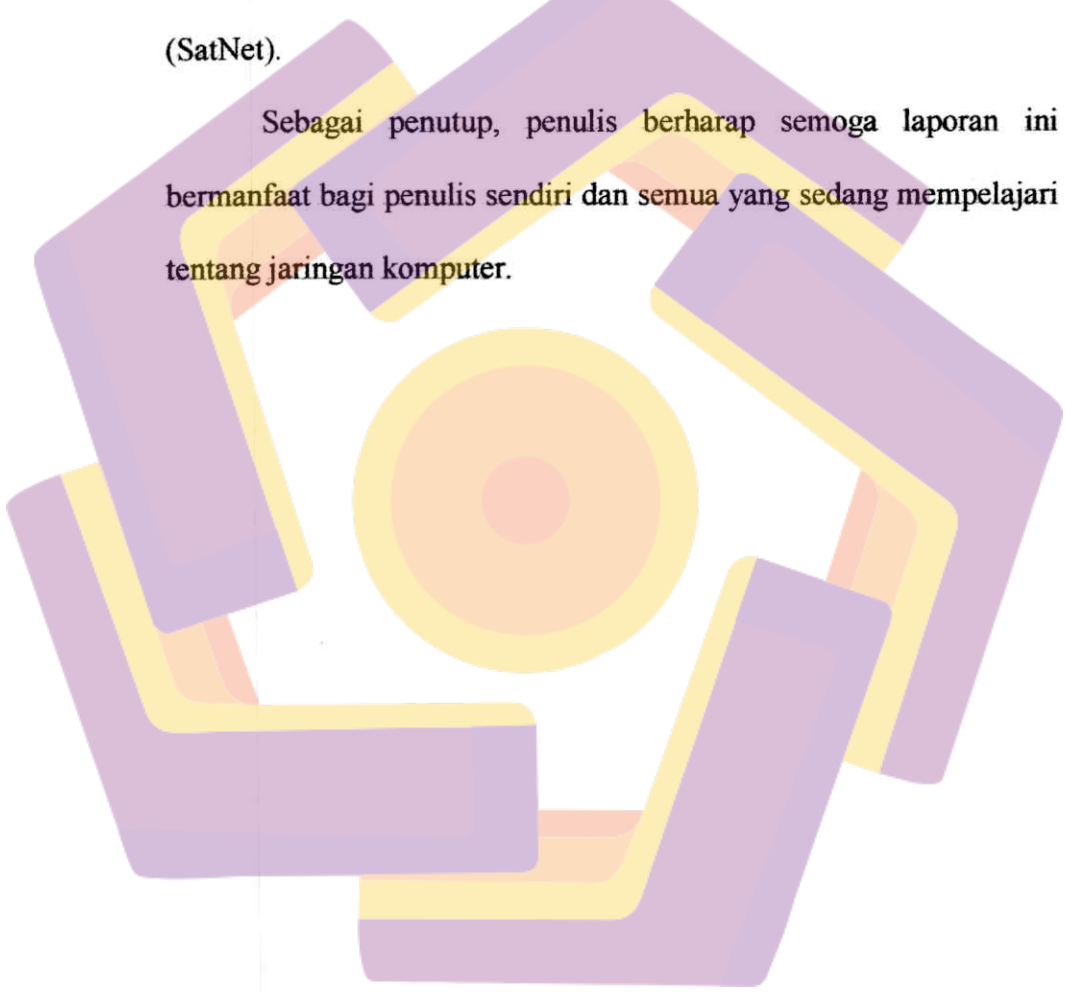 (SatNet).
Sebagai penutup, penulis berharap semoga laporan ini
bermanfaat bagi penulis sendiri dan semua yang sedang mempelajari
tentang jaringan komputer.